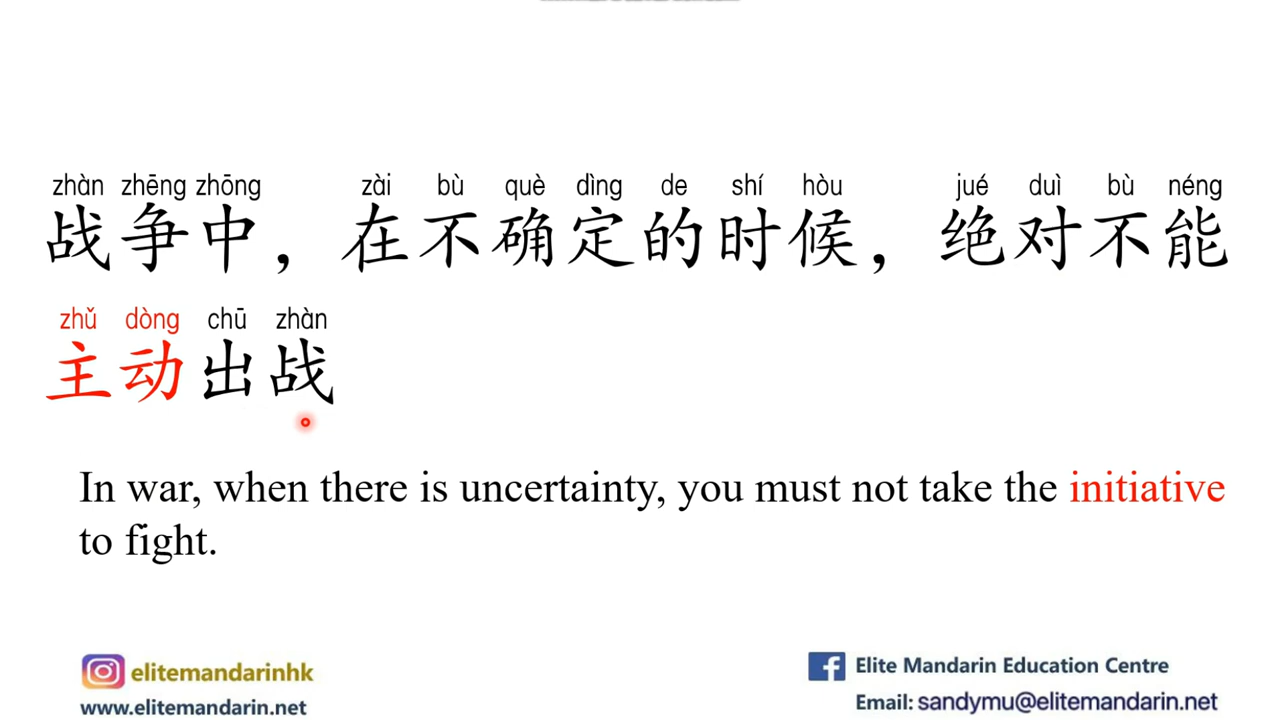 zhàn zhēng zhōng zài bù què dìng de shí hòu jué duì bù néng
战争中，在不确定的时候，绝对不能
zhǔ dòng chū zhàn
主动出战
In war, when there is uncertainty, you must not take the initiative
to fight.
elitemandarinhk
www.elitemandarin.net
Elite Mandarin Education Centre
Email: sandymu@elitemandarin.net